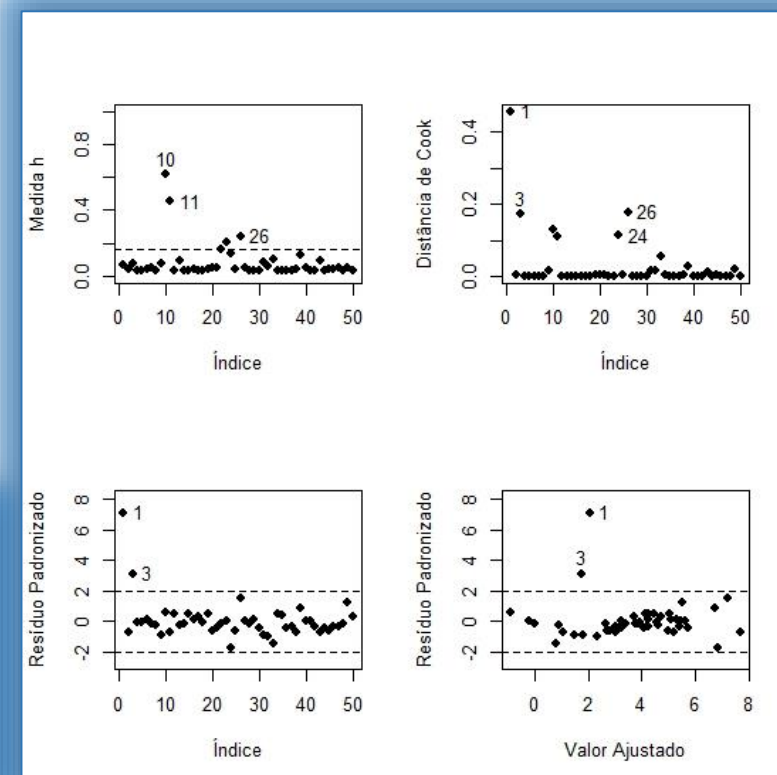 Medida h
0.0
0.4
0.8
10
11
26
0 10 20 30 40 50
Índice
Distância de Cook
0.0
0.2
0.4
1
3
26
24
0 10 20 30 40 50
Índice
Resíduo Padronizado
-2
0
2
4
6
8
1
3
0 10 20 30 40 50
Índice
Resíduo Padronizado
-2
0
2
4
6
8
1
3
0 2 4 6 8
Valor Ajustado